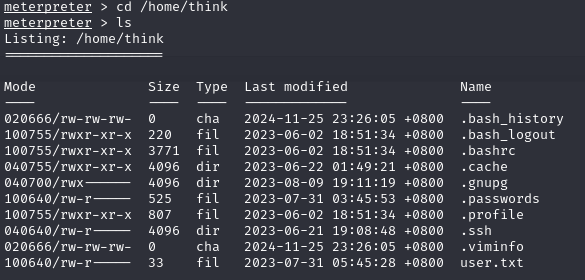 meterpreter > cd /home/think
meterpreter > ls
Listing: /home/think
====================
Mode Size Type Last modified Name
---- ---- ---- ------------- ----
020666/rw-rw-rw- 0 cha 2024-11-25 23:26:05 +0800 .bash_history
100755/rwxr-xr-x 220 fil 2023-06-02 18:51:34 +0800 .bash_logout
100755/rwxr-xr-x 3771 fil 2023-06-02 18:51:34 +0800 .bashrc
040755/rwxr-xr-x 4096 dir 2023-06-22 01:49:21 +0800 .cache
040700/rwx------ 4096 dir 2023-08-09 19:11:19 +0800 .gnupg
100640/rw-r----- 525 fil 2023-07-31 03:45:53 +0800 .passwords
100755/rwxr-xr-x 807 fil 2023-06-02 18:51:34 +0800 .profile
040640/rw-r----- 4096 dir 2023-06-21 19:08:48 +0800 .ssh
020666/rw-rw-rw- 0 cha 2024-11-25 23:26:05 +0800 .viminfo
100640/rw-r----- 33 fil 2023-07-31 05:45:28 +0800 user.txt